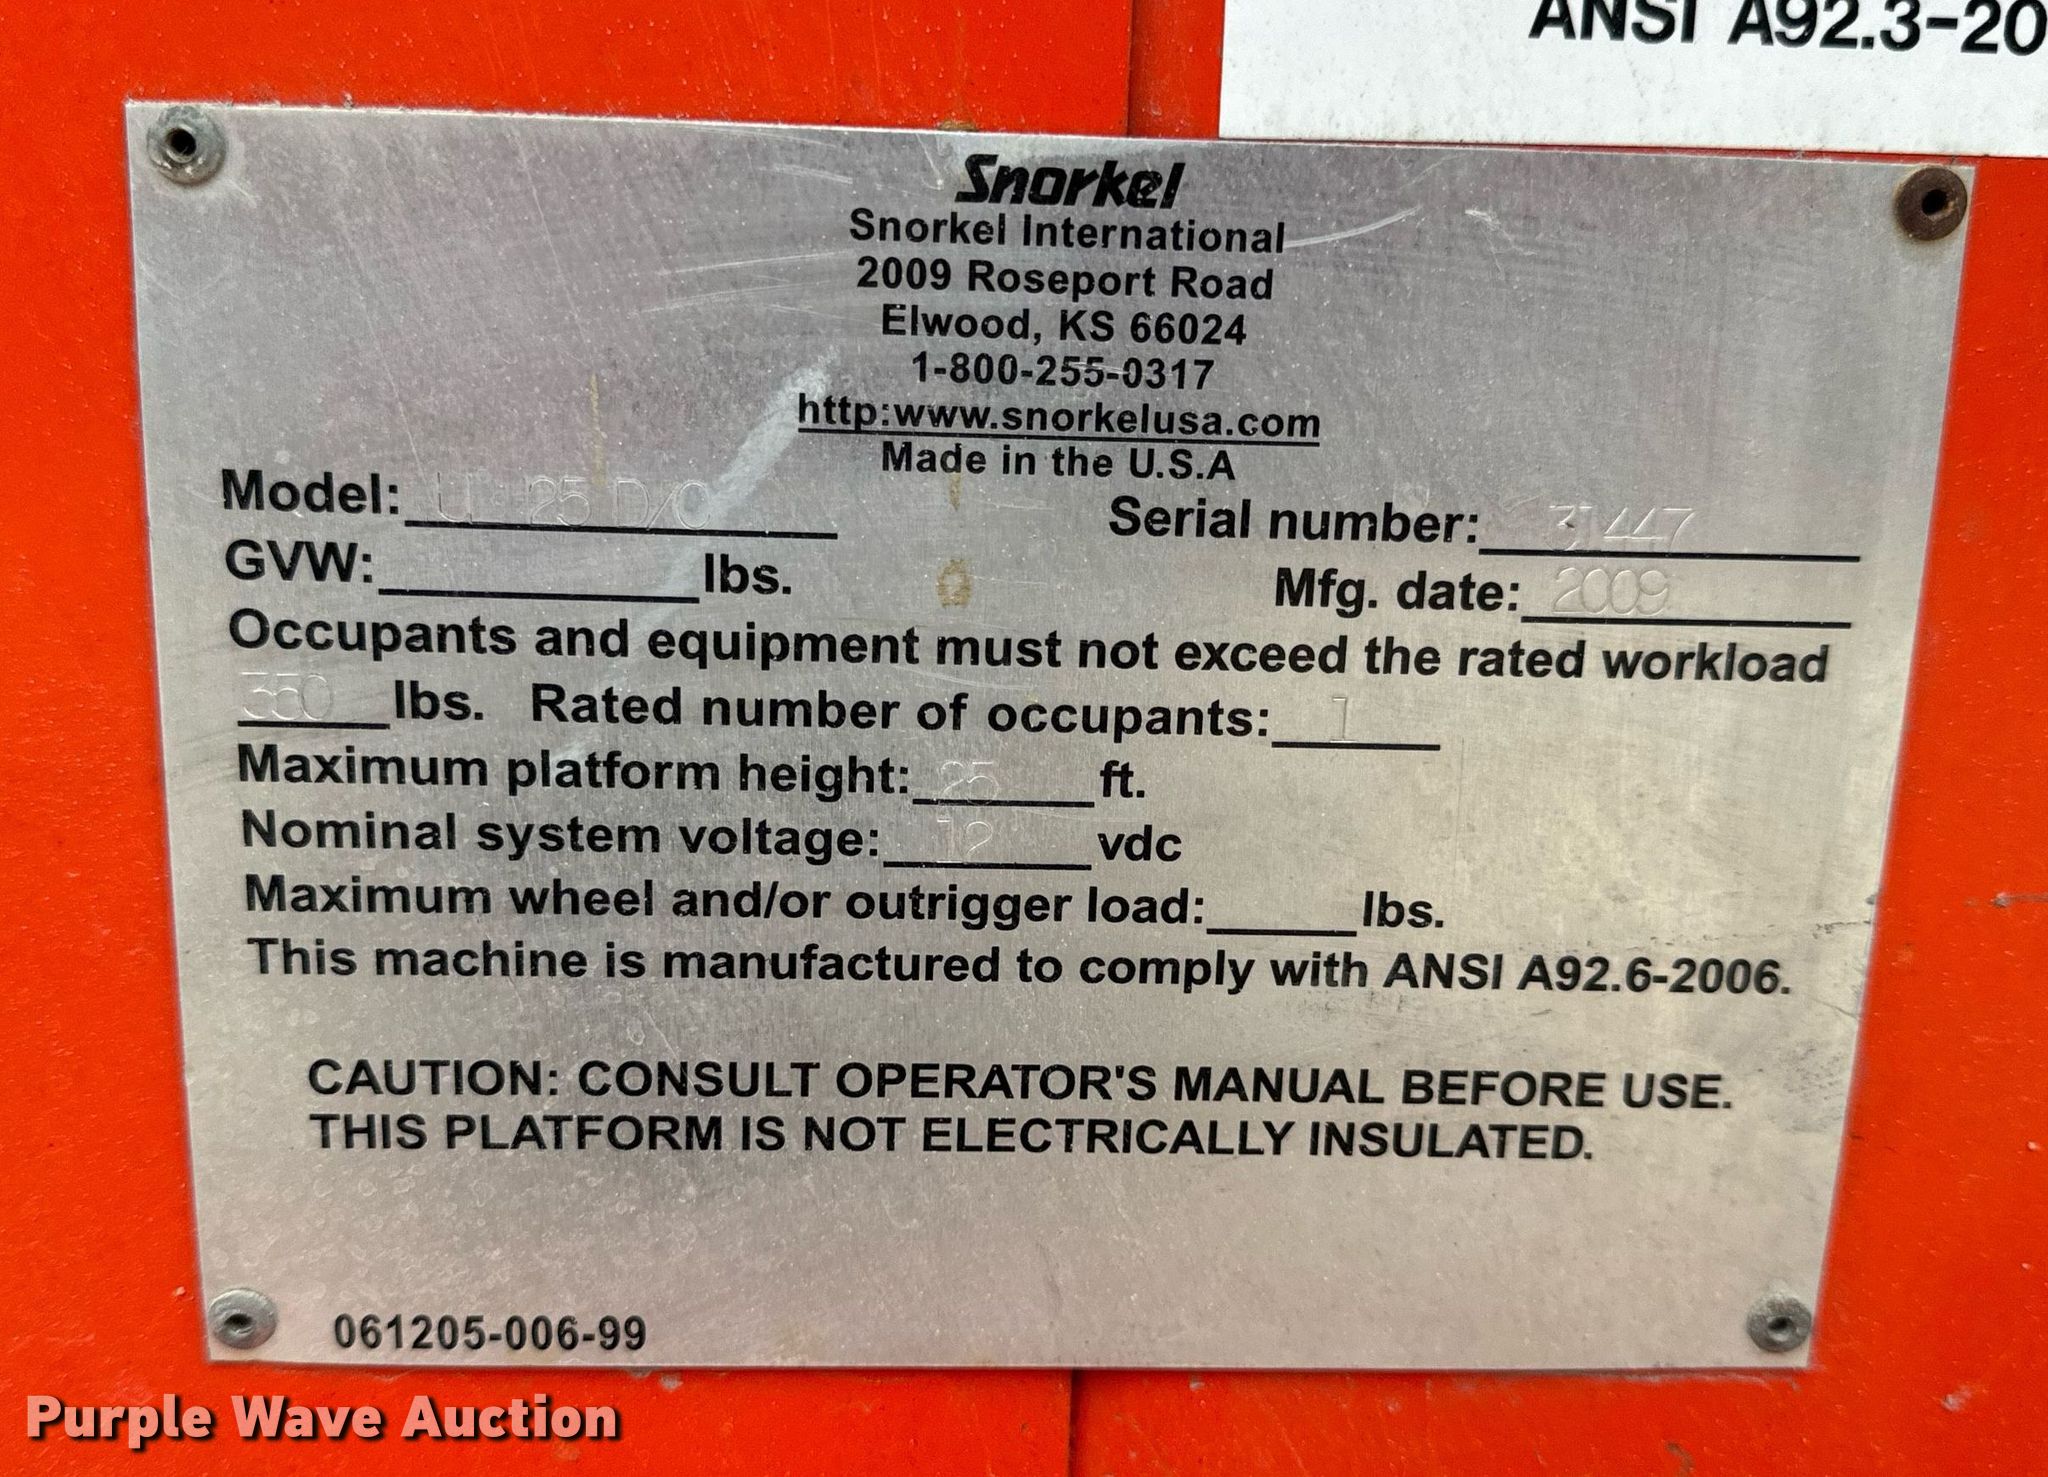 ANSI A92.3-20
Snorkel
Snorkel International
2009 Roseport Road
Elwood, KS 66024
1-800-255-0317
http:www.snorkelusa.com
Made in the U.S.A
Model: 25 D/C Serial number: 31447
GVW: lbs. Mfg. date: 2009
Occupants and equipment must not exceed the rated workload
350 lbs. Rated number of occupants: 1
Maximum platform height: 25 ft.
Nominal system voltage: 12 vdc
Maximum wheel and/or outrigger load: lbs.
This machine is manufactured to comply with ANSI A92.6-2006.
CAUTION: CONSULT OPERATOR'S MANUAL BEFORE USE.
THIS PLATFORM IS NOT ELECTRICALLY INSULATED.
061205-006-99
Purple Wave Auction